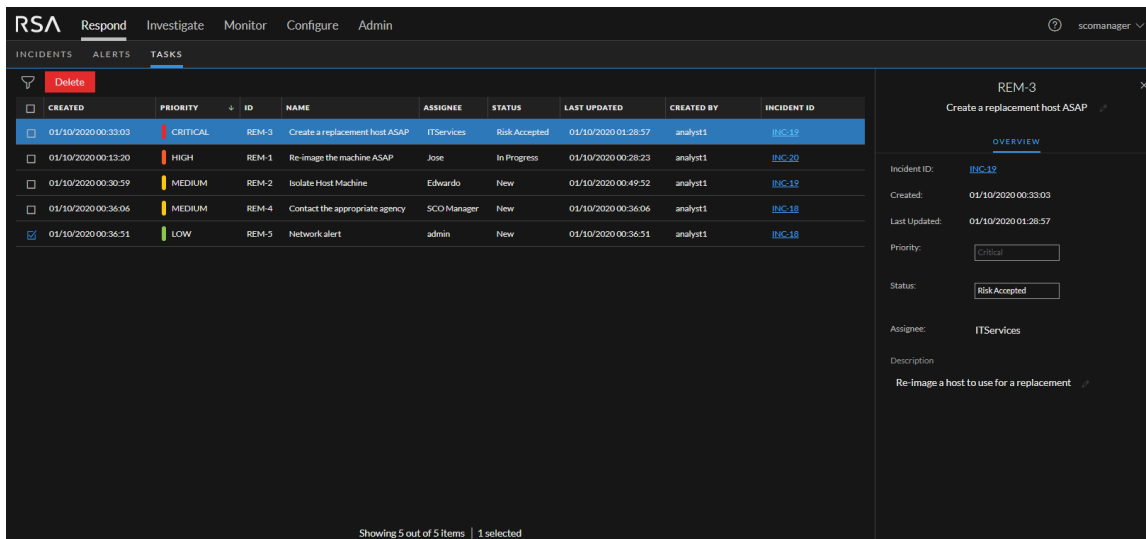 RSA Respond Investigate Monitor Configure Admin scomanager
INCIDENTS ALERTS TASKS
Delete
CREATED PRIORITY ID NAME ASSIGNEE STATUS LAST UPDATED CREATED BY INCIDENT ID
01/10/2020 00:33:03 CRITICAL REM-3 Create a replacement host ASAP ITServices Risk Accepted 01/10/2020 01:28:57 analyst1 INC-19
01/10/2020 00:13:20 HIGH REM-1 Re-image the machine ASAP Jose In Progress 01/10/2020 00:28:23 analyst1 INC-20
01/10/2020 00:30:59 MEDIUM REM-2 Isolate Host Machine Edwardo New 01/10/2020 00:49:52 analyst1 INC-19
01/10/2020 00:36:06 MEDIUM REM-4 Contact the appropriate agency SCO Manager New 01/10/2020 00:36:06 analyst1 INC-18
01/10/2020 00:36:51 LOW REM-5 Network alert admin New 01/10/2020 00:36:51 analyst1 INC-18
Showing 5 out of 5 items | 1 selected
REM-3
Create a replacement host ASAP
OVERVIEW
Incident ID: INC-19
Created: 01/10/2020 00:33:03
Last Updated: 01/10/2020 01:28:57
Priority: Critical
Status: Risk Accepted
Assignee: ITServices
Description
Re-image a host to use for a replacement